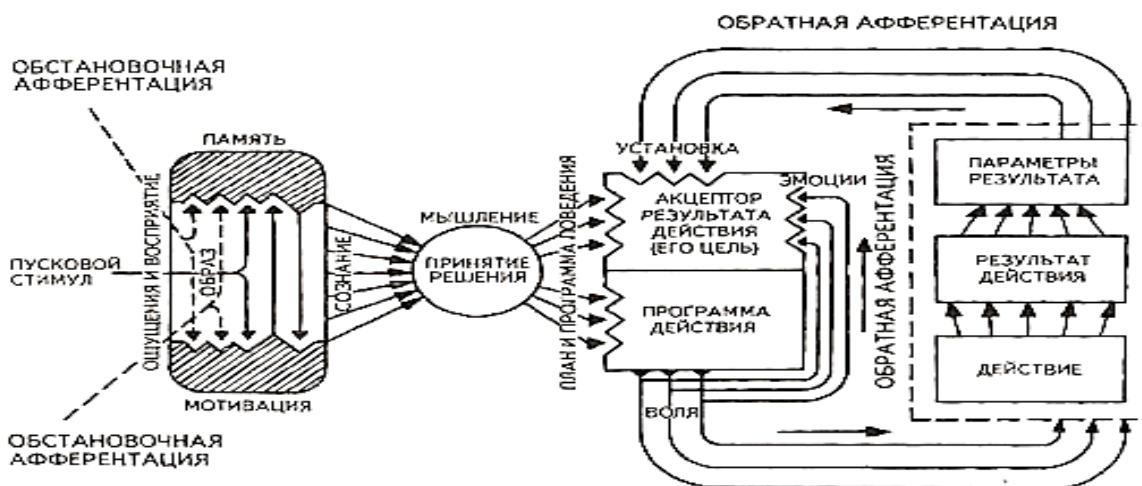 ОБРАТНАЯ АФФЕРЕНТАЦИЯ
ОБСТАНОВОЧНАЯ
АФФЕРЕНТАЦИЯ
ПАМЯТЬ
ОЩУЩЕНИЯ И ВОСПРИЯТИЕ
ОБРАЗ
ПУСКОВОЙ
СТИМУЛ
СОЗНАНИЕ
МОТИВАЦИЯ
ОБСТАНОВОЧНАЯ
АФФЕРЕНТАЦИЯ
МЫШЛЕНИЕ
ПРИНЯТИЕ
РЕШЕНИЯ
ПЛАН И ПРОГРАММА ПОВЕДЕНИЯ
УСТАНОВКА
ЭМОЦИИ
АКЦЕПТОР
РЕЗУЛЬТАТА
ДЕЙСТВИЯ
(ЕГО ЦЕЛЬ)
ПРОГРАММА
ДЕЙСТВИЯ
ВОЛЯ
ОБРАТНАЯ АФФЕРЕНТАЦИЯ
ПАРАМЕТРЫ
РЕЗУЛЬТАТА
РЕЗУЛЬТАТ
ДЕЙСТВИЯ
ДЕЙСТВИЕ